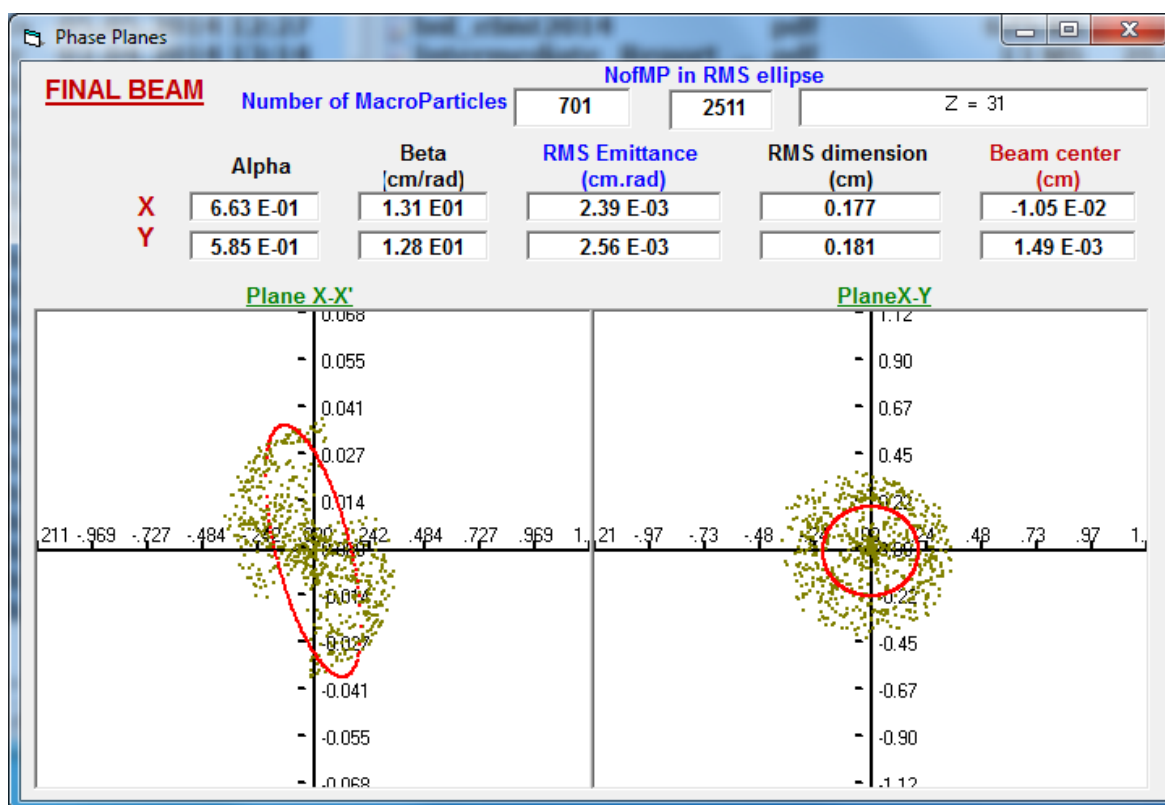 Phase Planes
FINAL BEAM
NofMP in RMS ellipse
Number of MacroParticles 701 2511 Z = 31
Alpha Beta (cm/rad) RMS Emittance (cm.rad) RMS dimension (cm) Beam center (cm)
X 6.63 E-01 1.31 E01 2.39 E-03 0.177 -1.05 E-02
Y 5.85 E-01 1.28 E01 2.56 E-03 0.181 1.49 E-03
Plane X-X' PlaneX-Y
0.068 1.12
0.055 0.90
0.041 0.67
0.027 0.45
0.014 0.22
211 -.969 -.727 -.484 .242 .484 .727 .969 1. .21 -.97 -.73 -.48 .24 .48 .73 .97 1.
-0.014 -0.22
-0.027 -0.45
-0.041 -0.67
-0.055 -0.90
-0.068 -1.12